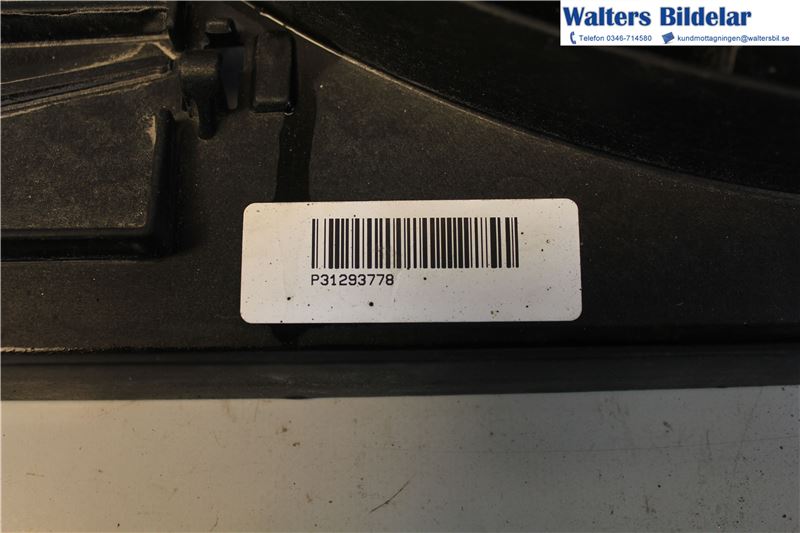 Walters Bildelar
Telefon 0346-714580 kundmottagningen@waltersbil.se
P31293778